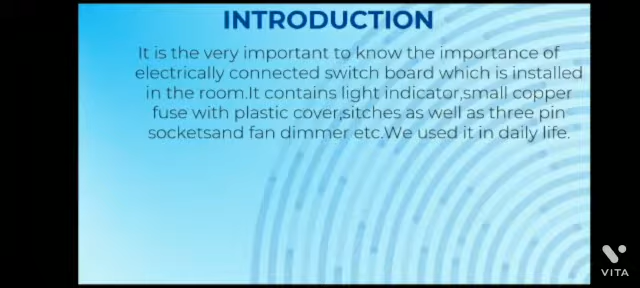 INTRODUCTION
It is the very important to know the importance of
electrically connected switch board which is installed
in the room.It contains light indicator,small copper
fuse with plastic cover,sitches as well as three pin
socketsand fan dimmer etc.We used it in daily life.
VITA